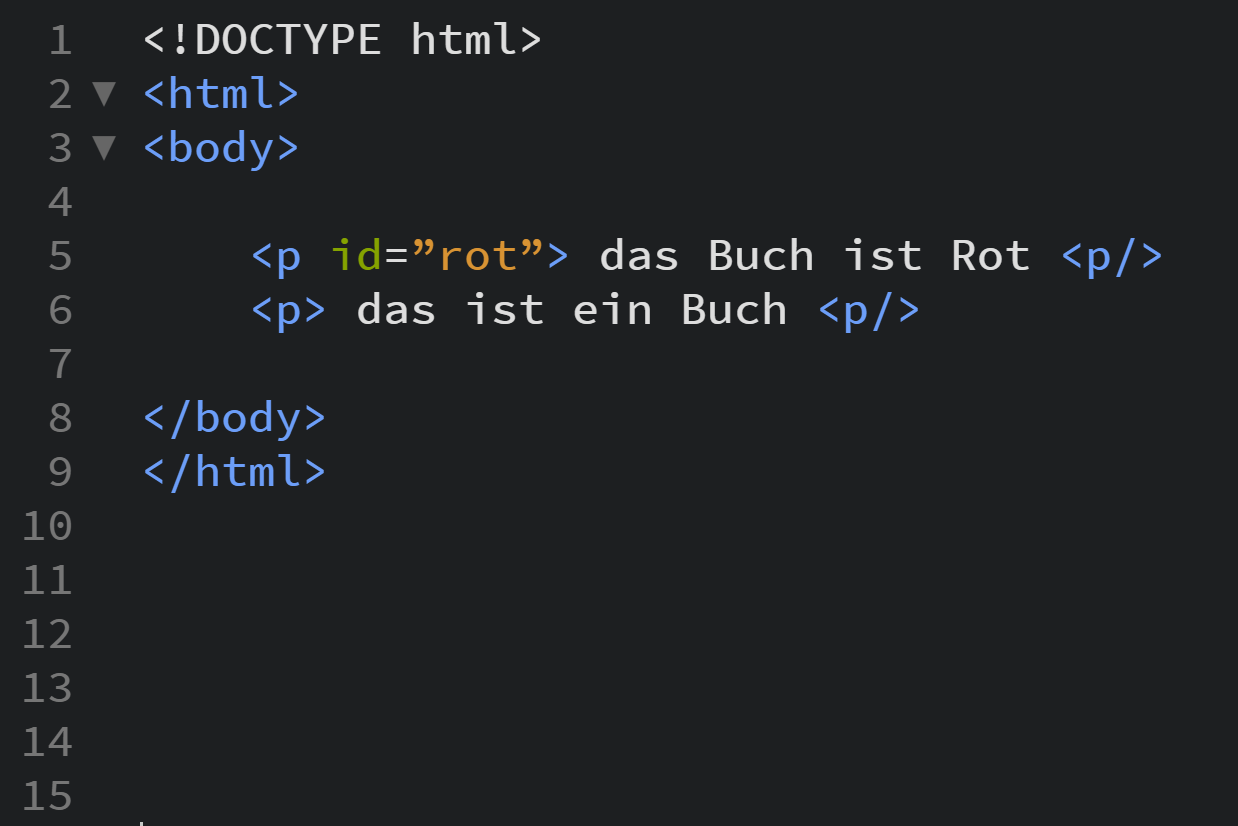 1 <!DOCTYPE html>
2 ▼ <html>
3 ▼ <body>
4
5 <p id=”rot”> das Buch ist Rot <p/>
6 <p> das ist ein Buch <p/>
7
8 </body>
9 </html>
10
11
12
13
14
15